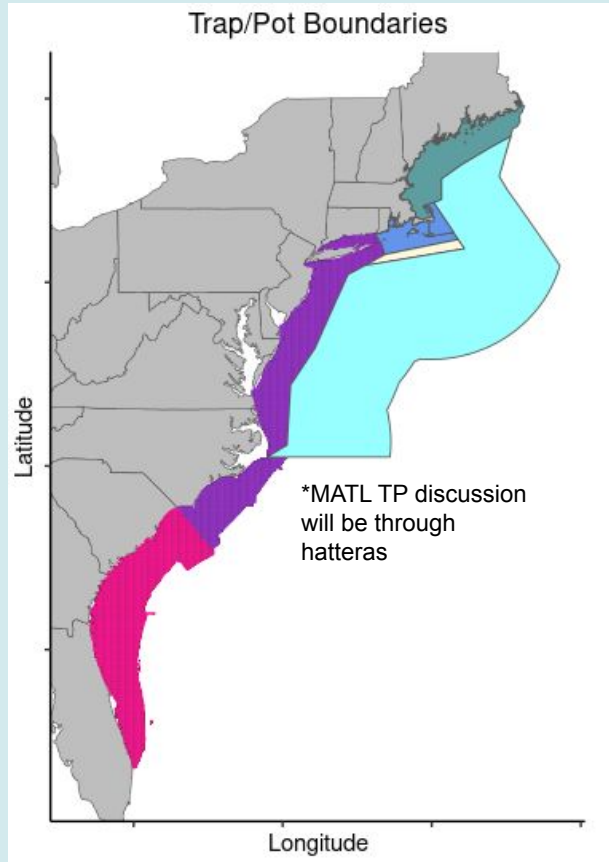 Trap/Pot Boundaries
Latitude
*MATL TP discussion
will be through
hatteras
Longitude